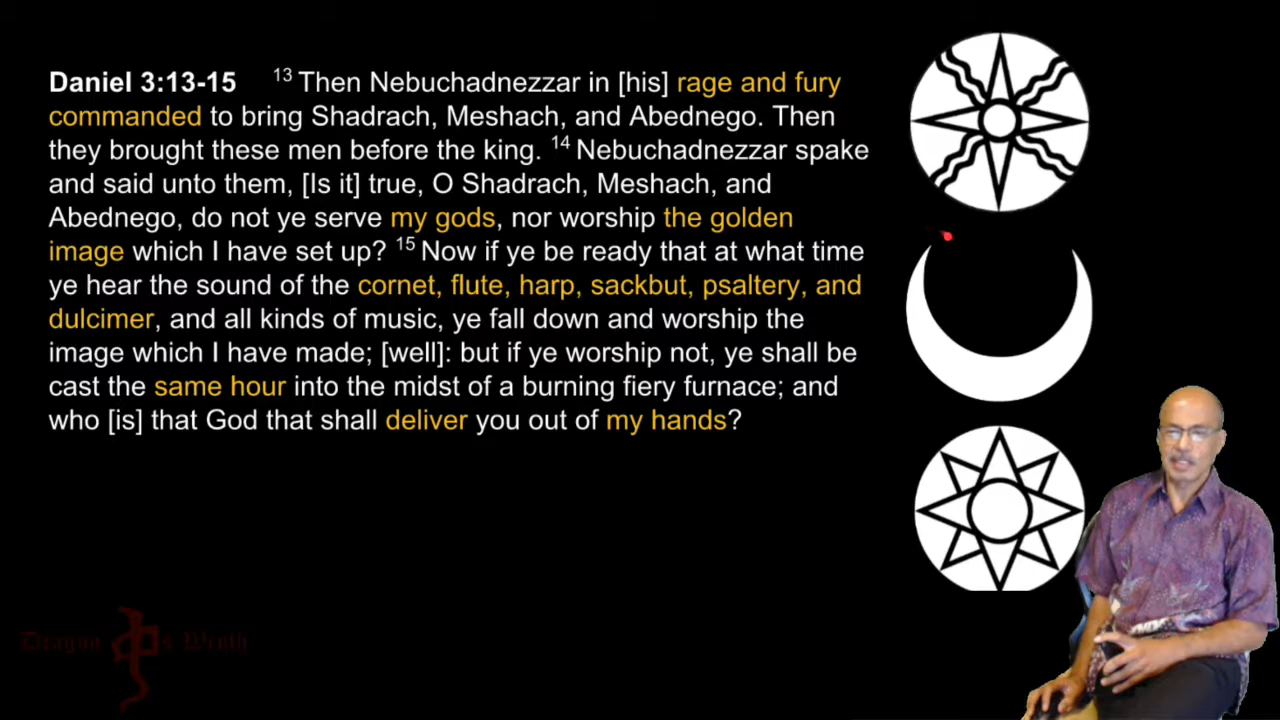 Daniel 3:13-15 13 Then Nebuchadnezzar in [his] rage and fury
commanded to bring Shadrach, Meshach, and Abednego. Then
they brought these men before the king. 14 Nebuchadnezzar spake
and said unto them, [Is it] true, O Shadrach, Meshach, and
Abednego, do not ye serve my gods, nor worship the golden
image which I have set up? 15 Now if ye be ready that at what time
ye hear the sound of the cornet, flute, harp, sackbut, psaltery, and
dulcimer, and all kinds of music, ye fall down and worship the
image which I have made; [well]: but if ye worship not, ye shall be
cast the same hour into the midst of a burning fiery furnace; and
who [is] that God that shall deliver you out of my hands?
Dragon